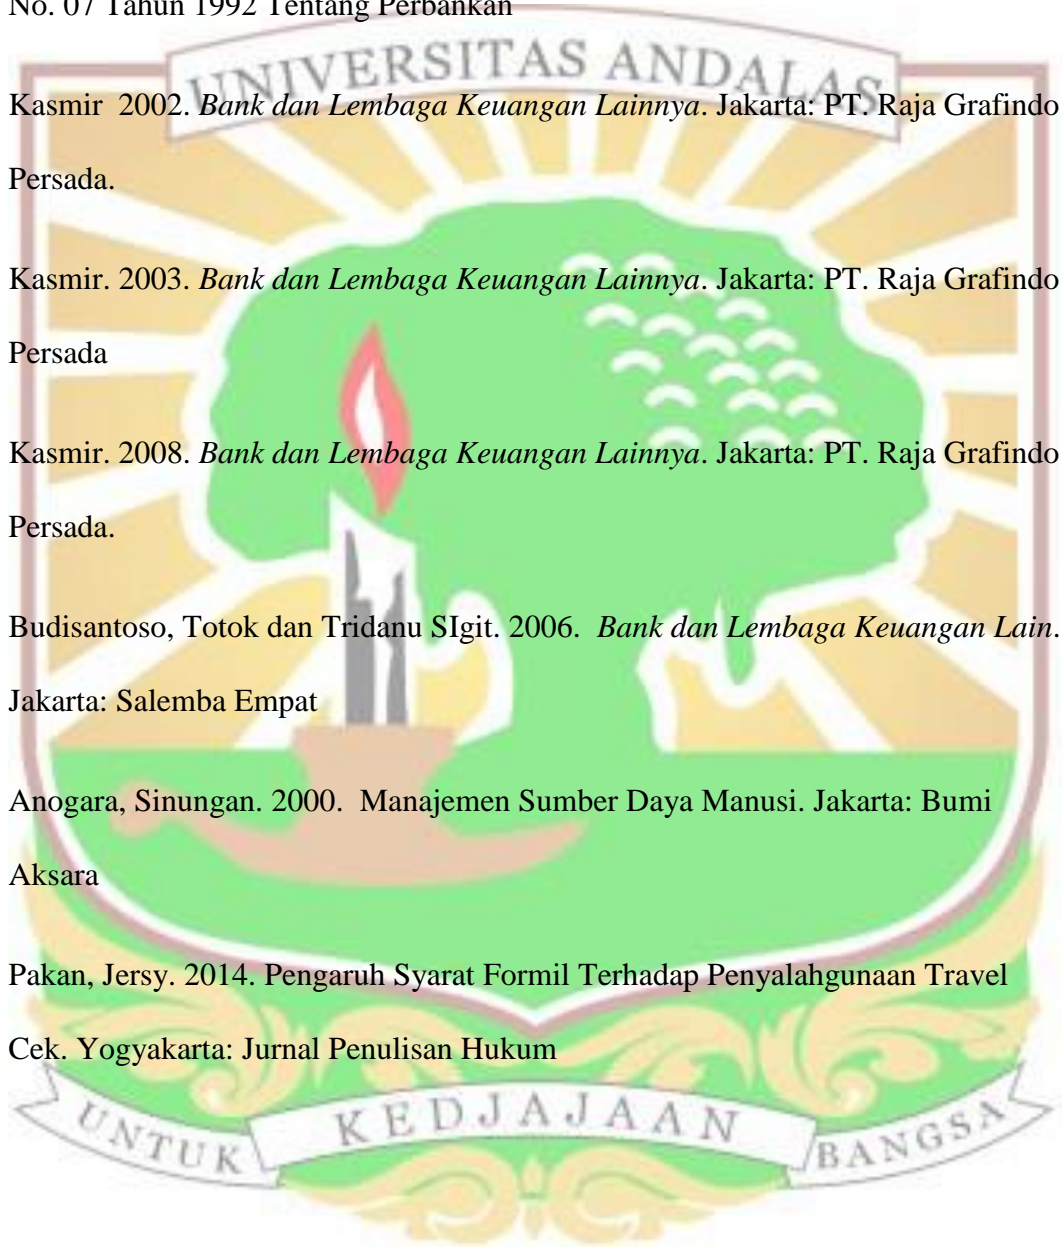 No. 07 Tahun 1992 Tentang Perbankan
UNIVERSITAS ANDALAS
Kasmir  2002. Bank dan Lembaga Keuangan Lainnya. Jakarta: PT. Raja Grafindo
Persada.
Kasmir. 2003. Bank dan Lembaga Keuangan Lainnya. Jakarta: PT. Raja Grafindo
Persada
Kasmir. 2008. Bank dan Lembaga Keuangan Lainnya. Jakarta: PT. Raja Grafindo
Persada.
Budisantoso, Totok dan Tridanu SIgit. 2006.  Bank dan Lembaga Keuangan Lain.
Jakarta: Salemba Empat
Anogara, Sinungan. 2000.  Manajemen Sumber Daya Manusi. Jakarta: Bumi
Aksara
Pakan, Jersy. 2014. Pengaruh Syarat Formil Terhadap Penyalahgunaan Travel
Cek. Yogyakarta: Jurnal Penulisan Hukum
UNTUK KEDJAJAAN BANGSA